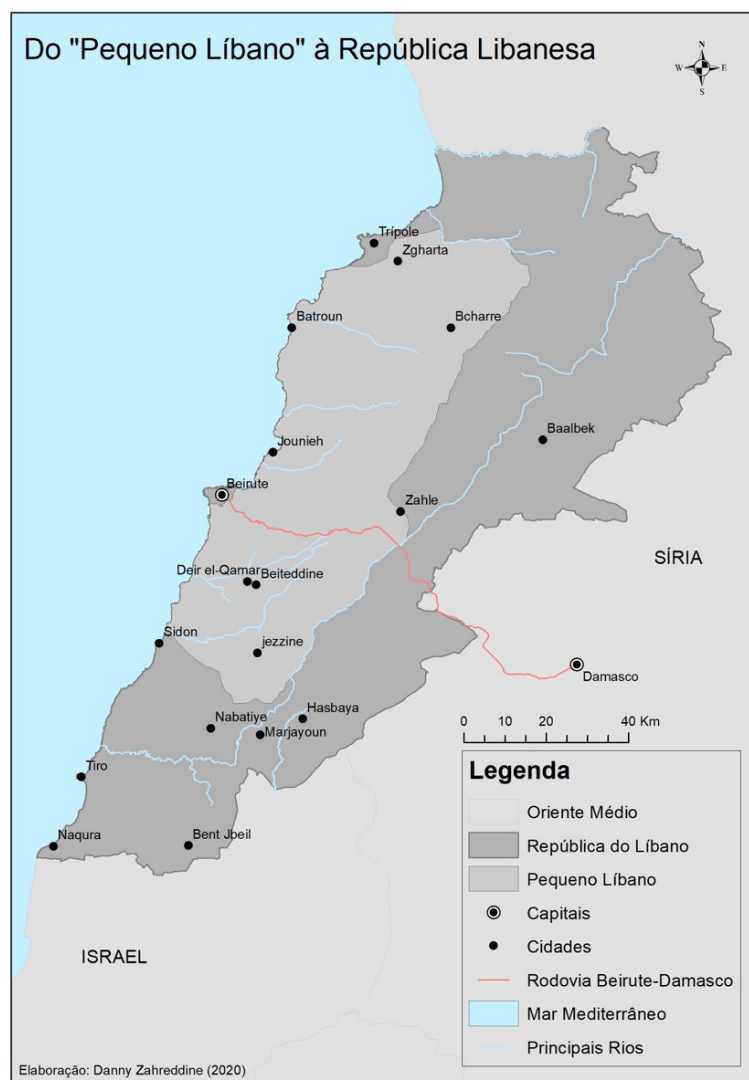 Do "Pequeno Líbano" à República Libanesa
N
W E
S
Trípole
Zgharta
Batroun
Bcharre
Jounieh
Baalbek
Beirute
Zahle
SÍRIA
Deir el-Qamar
Beiteddine
Sidon
jezzine
Damasco
Hasbaya
Nabatiye
Marjayoun
0 10 20 40 Km
Tiro
Naqura
Bent Jbeil
ISRAEL
Legenda
Oriente Médio
República do Líbano
Pequeno Líbano
Capitais
Cidades
Rodovia Beirute-Damasco
Mar Mediterrâneo
Principais Rios
Elaboração: Danny Zahreddine (2020)